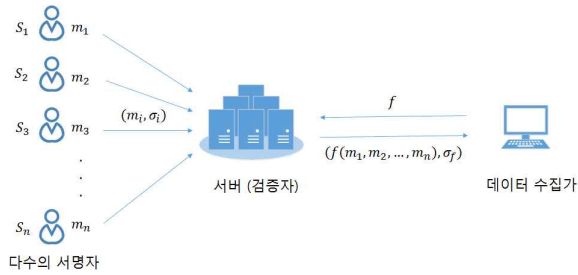 S₁ m₁
S₂ m₂
S₃ m₃
(mᵢ, σᵢ)
f
(f(m₁, m₂, ..., mₙ), σ_f)
서버 (검증자)
데이터 수집가
Sₙ mₙ
다수의 서명자